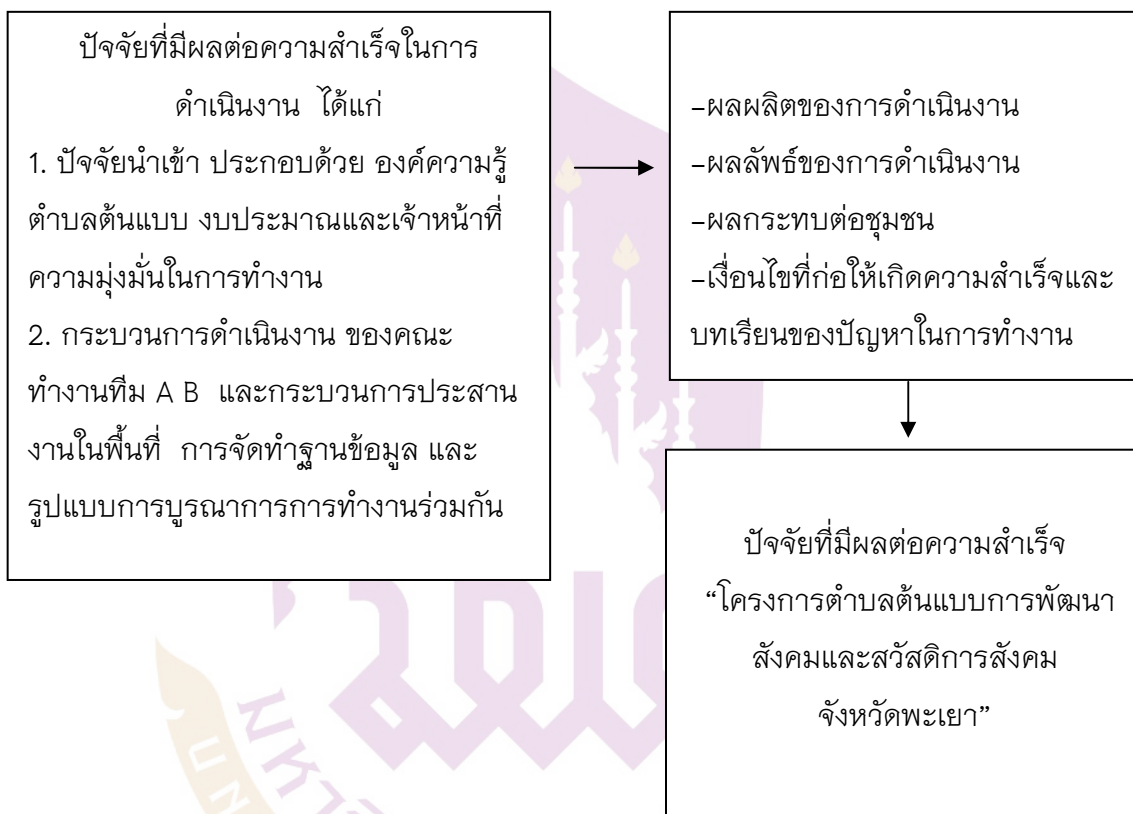 ปัจจัยที่มีผลต่อความสำเร็จในการ
ดำเนินงาน ได้แก่
1. ปัจจัยนำเข้า ประกอบด้วย องค์ความรู้
ตำบลต้นแบบ งบประมาณและเจ้าหน้าที่
ความมุ่งมั่นในการทำงาน
2. กระบวนการดำเนินงาน ของคณะ
ทำงานทีม A B และกระบวนการประสาน
งานในพื้นที่ การจัดทำฐานข้อมูล และ
รูปแบบการบูรณาการการทำงานร่วมกัน
-ผลผลิตของการดำเนินงาน
-ผลลัพธ์ของการดำเนินงาน
-ผลกระทบต่อชุมชน
-เงื่อนไขที่ก่อให้เกิดความสำเร็จและ
บทเรียนของปัญหาในการทำงาน
ปัจจัยที่มีผลต่อความสำเร็จ
“โครงการตำบลต้นแบบการพัฒนา
สังคมและสวัสดิการสังคม
จังหวัดพะเยา”